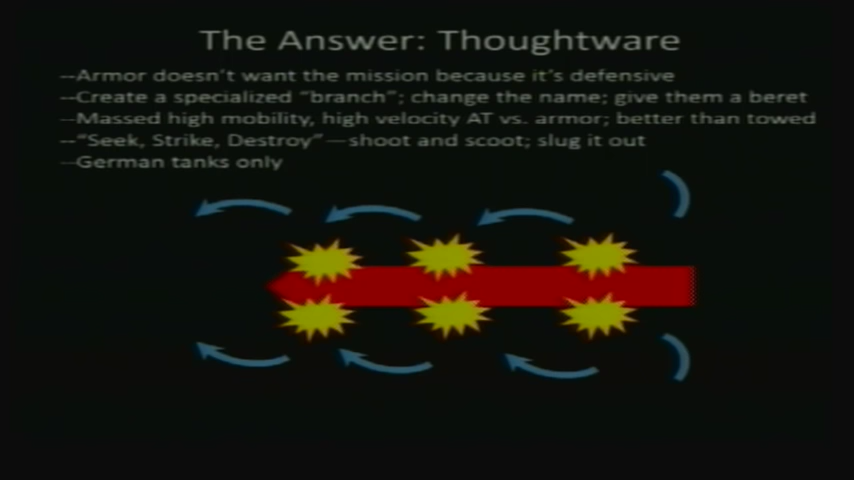 The Answer: Thoughtware
--Armor doesn't want the mission because it's defensive
--Create a specialized "branch"; change the name; give them a beret
--Massed high mobility, high velocity AT vs. armor; better than towed
--"Seek, Strike, Destroy"—shoot and scoot; slug it out
--German tanks only